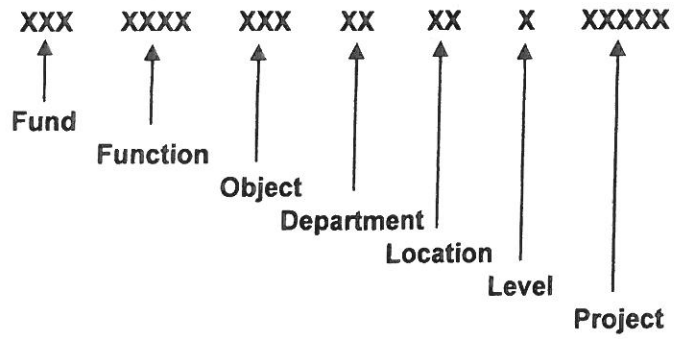 XXX XXXX XXX XX XX X XXXXX
Fund
Function
Object
Department
Location
Level
Project